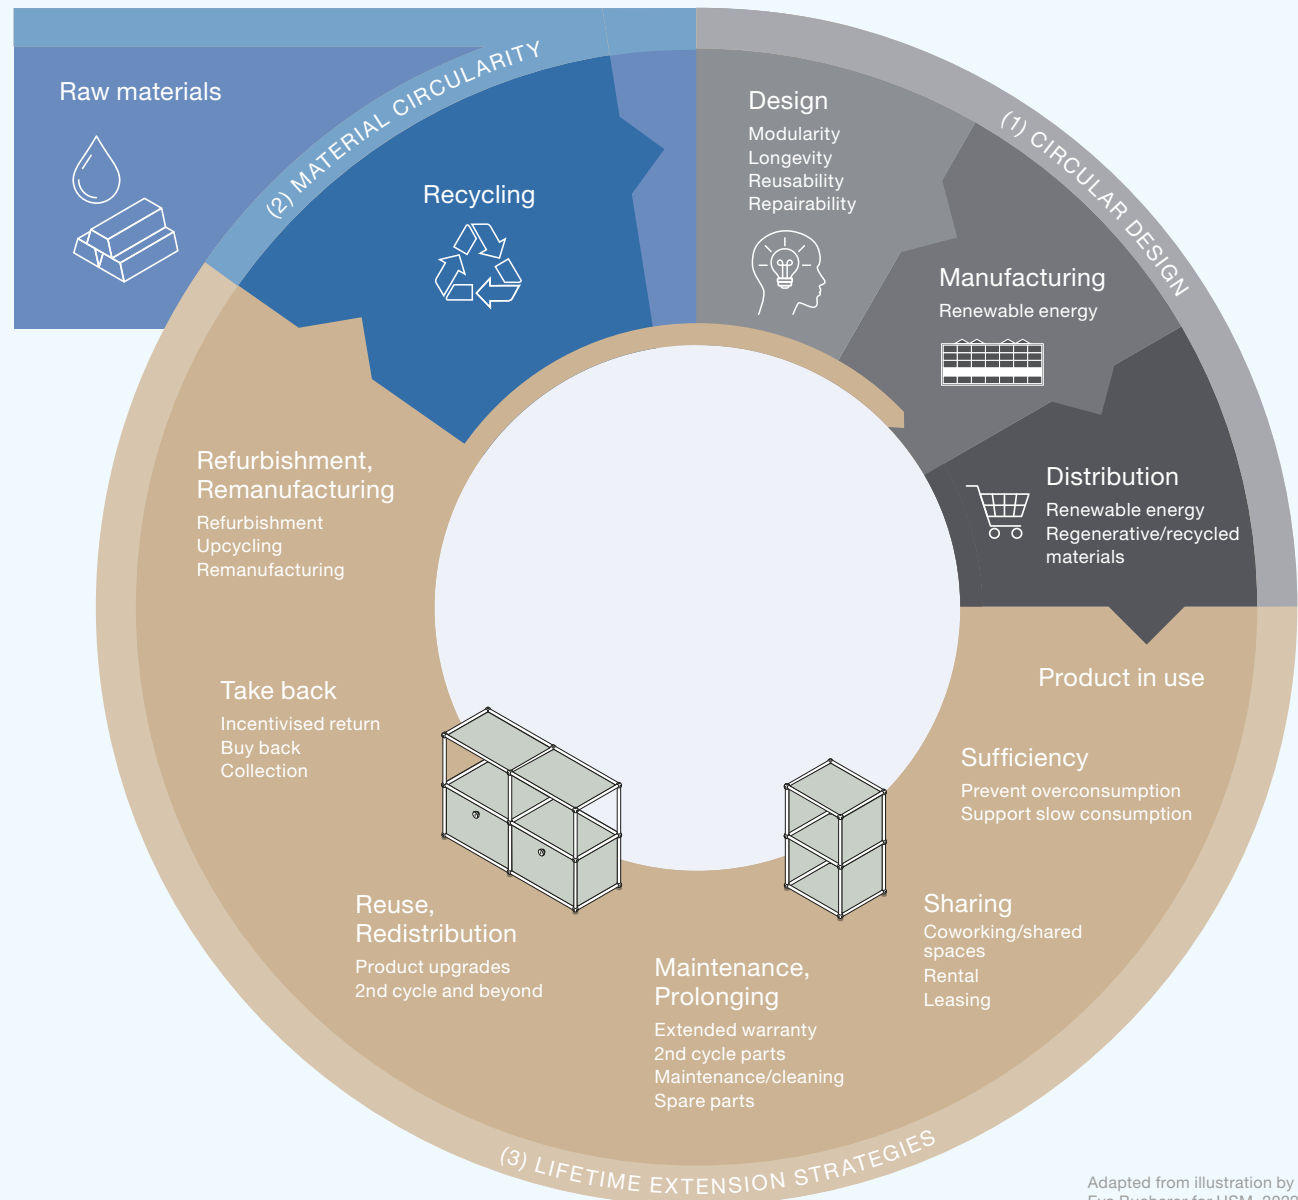 Raw materials
(2) MATERIAL CIRCULARITY
Recycling
Design
Modularity
Longevity
Reusability
Repairability
(1) CIRCULAR DESIGN
Manufacturing
Renewable energy
Distribution
Renewable energy
Regenerative/recycled
materials
Product in use
Sufficiency
Prevent overconsumption
Support slow consumption
Sharing
Coworking/shared
spaces
Rental
Leasing
Maintenance,
Prolonging
Extended warranty
2nd cycle parts
Maintenance/cleaning
Spare parts
Reuse,
Redistribution
Product upgrades
2nd cycle and beyond
Take back
Incentivised return
Buy back
Collection
Refurbishment,
Remanufacturing
Refurbishment
Upcycling
Remanufacturing
(3) LIFETIME EXTENSION STRATEGIES
Adapted from illustration by